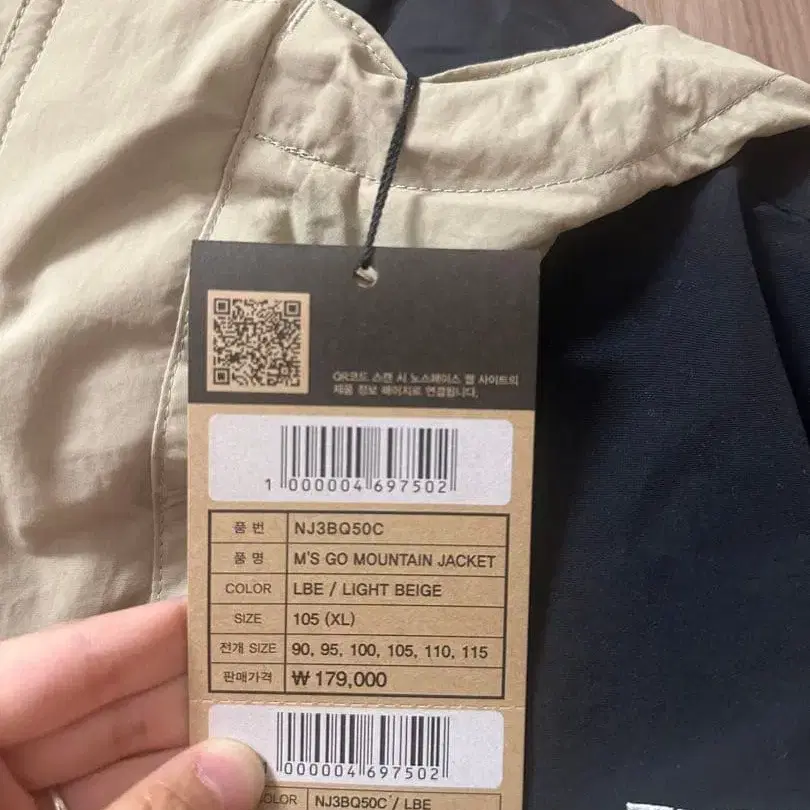 QR코드 스캔 시 노스페이스 웹 사이트의
제품 정보 페이지로 연결됩니다.
1 000004 697502
품 번 NJ3BQ50C
품 명 M'S GO MOUNTAIN JACKET
COLOR LBE / LIGHT BEIGE
SIZE 105 (XL)
전개 SIZE 90, 95, 100, 105, 110, 115
판매가격 ₩ 179,000
000004 697502
COLOR NJ3BQ50C / LBE